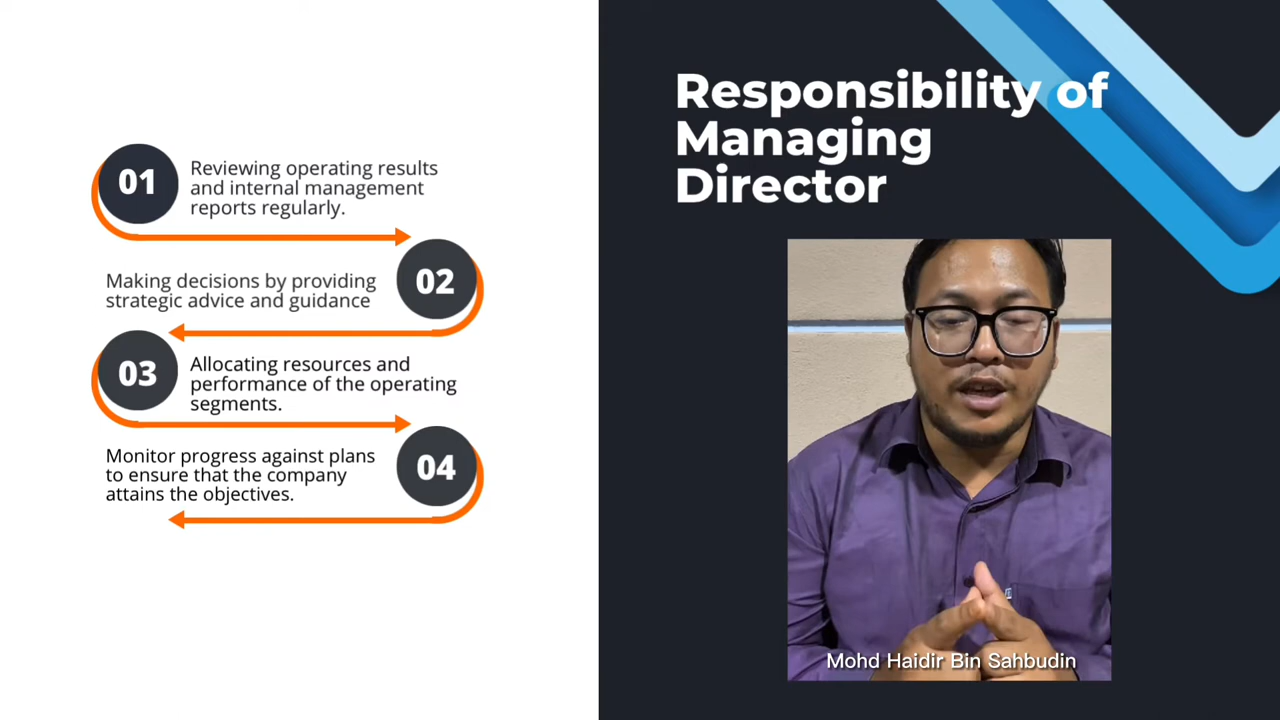 Responsibility of
Managing
Director
01
Reviewing operating results
and internal management
reports regularly.
02
Making decisions by providing
strategic advice and guidance
03
Allocating resources and
performance of the operating
segments.
04
Monitor progress against plans
to ensure that the company
attains the objectives.
Mohd Haidir Bin Sahbudin